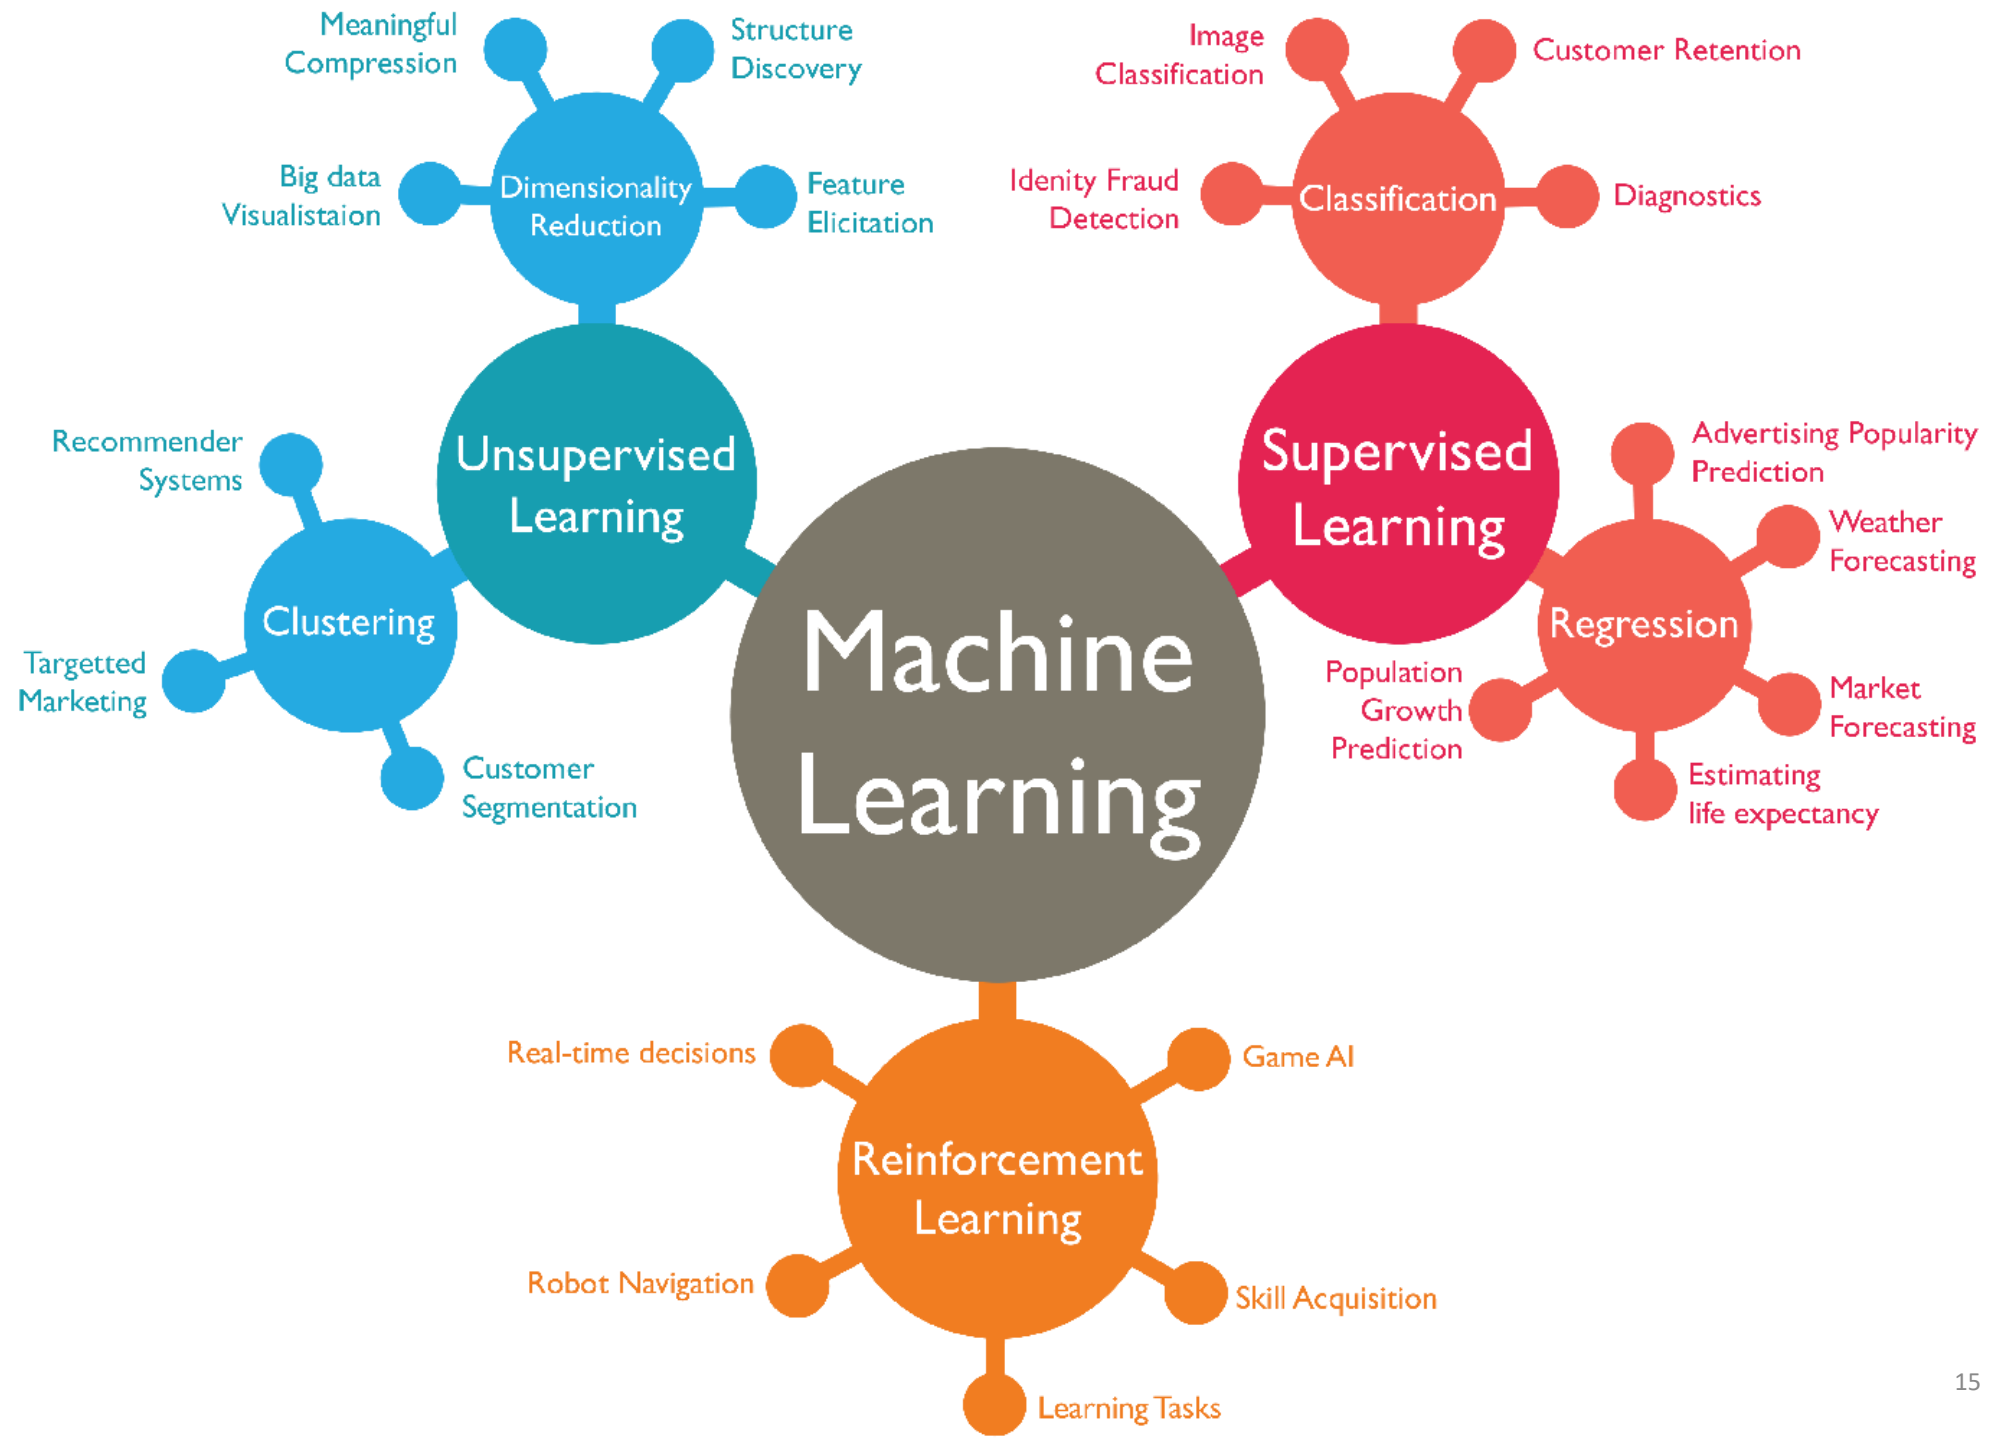 Meaningful
Compression
Structure
Discovery
Big data
Visualistaion
Dimensionality
Reduction
Feature
Elicitation
Image
Classification
Customer Retention
Idenity Fraud
Detection
Classification
Diagnostics
Unsupervised
Learning
Recommender
Systems
Clustering
Targetted
Marketing
Customer
Segmentation
Supervised
Learning
Advertising Popularity
Prediction
Weather
Forecasting
Regression
Population
Growth
Prediction
Market
Forecasting
Estimating
life expectancy
Machine
Learning
Real-time decisions
Game AI
Reinforcement
Learning
Robot Navigation
Skill Acquisition
Learning Tasks
15